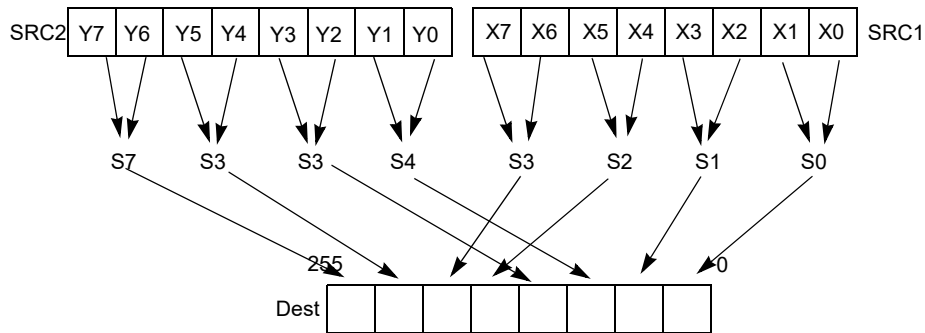 SRC2 Y7 Y6 Y5 Y4 Y3 Y2 Y1 Y0 X7 X6 X5 X4 X3 X2 X1 X0 SRC1
S7 S3 S3 S4 S3 S2 S1 S0
255 0
Dest